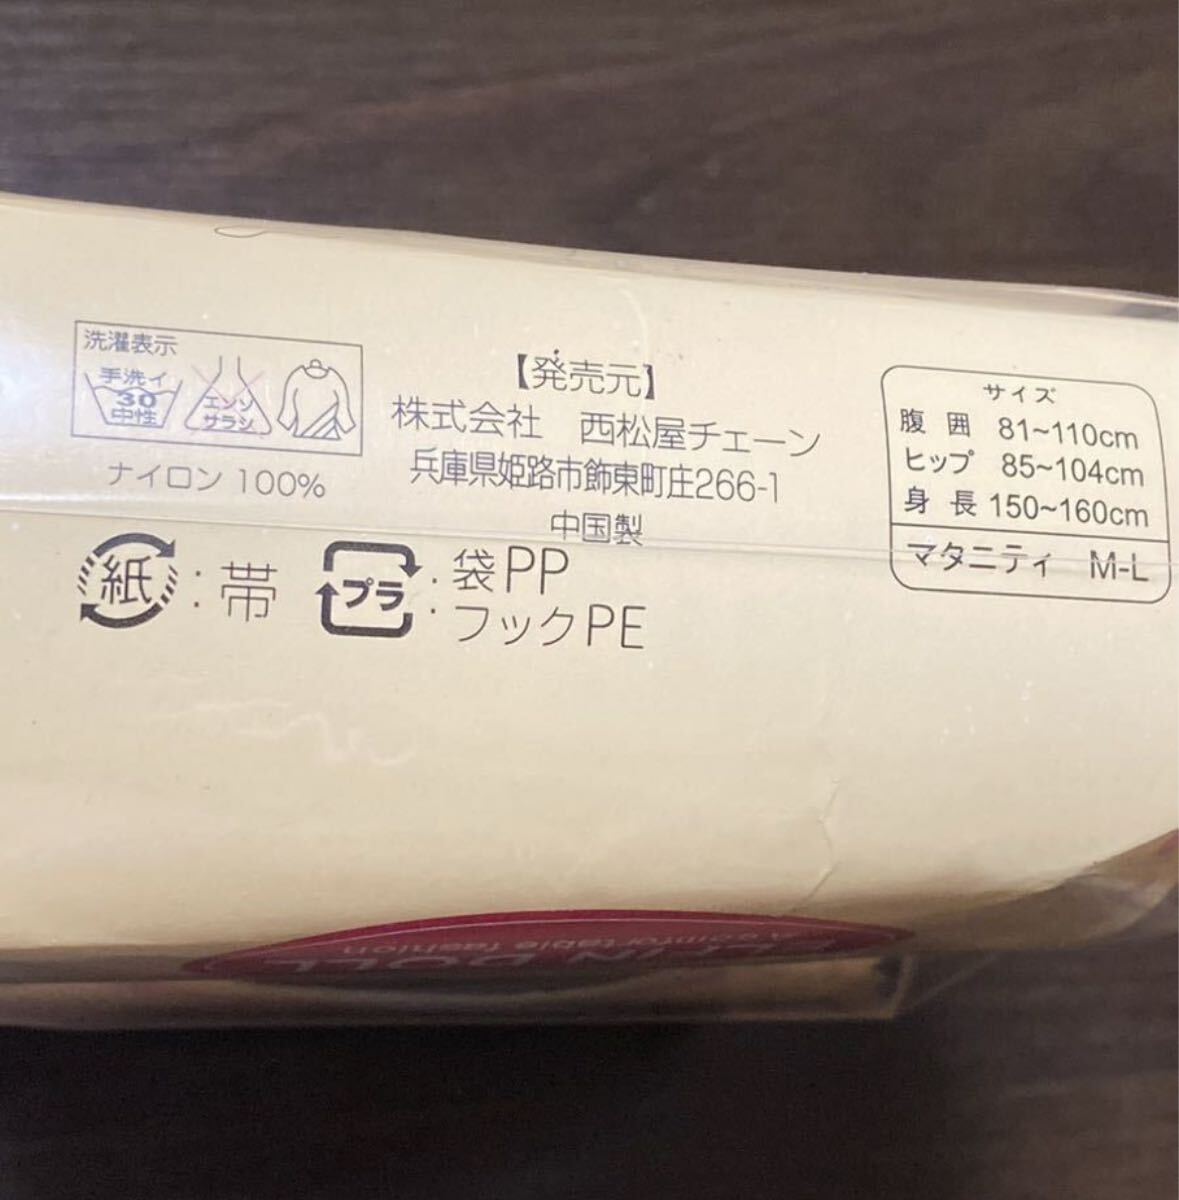 洗濯表示
手洗イ
30
中性
エンソ
サラシ
ナイロン 100%
【発売元】
株式会社 西松屋チェーン
兵庫県姫路市飾東町庄266-1
中国製
紙 : 帯
プラ : 袋PP
フックPE
サイズ
腹囲 81~110cm
ヒップ 85~104cm
身長 150~160cm
マタニティ M-L
comfortable fashion
DOLL